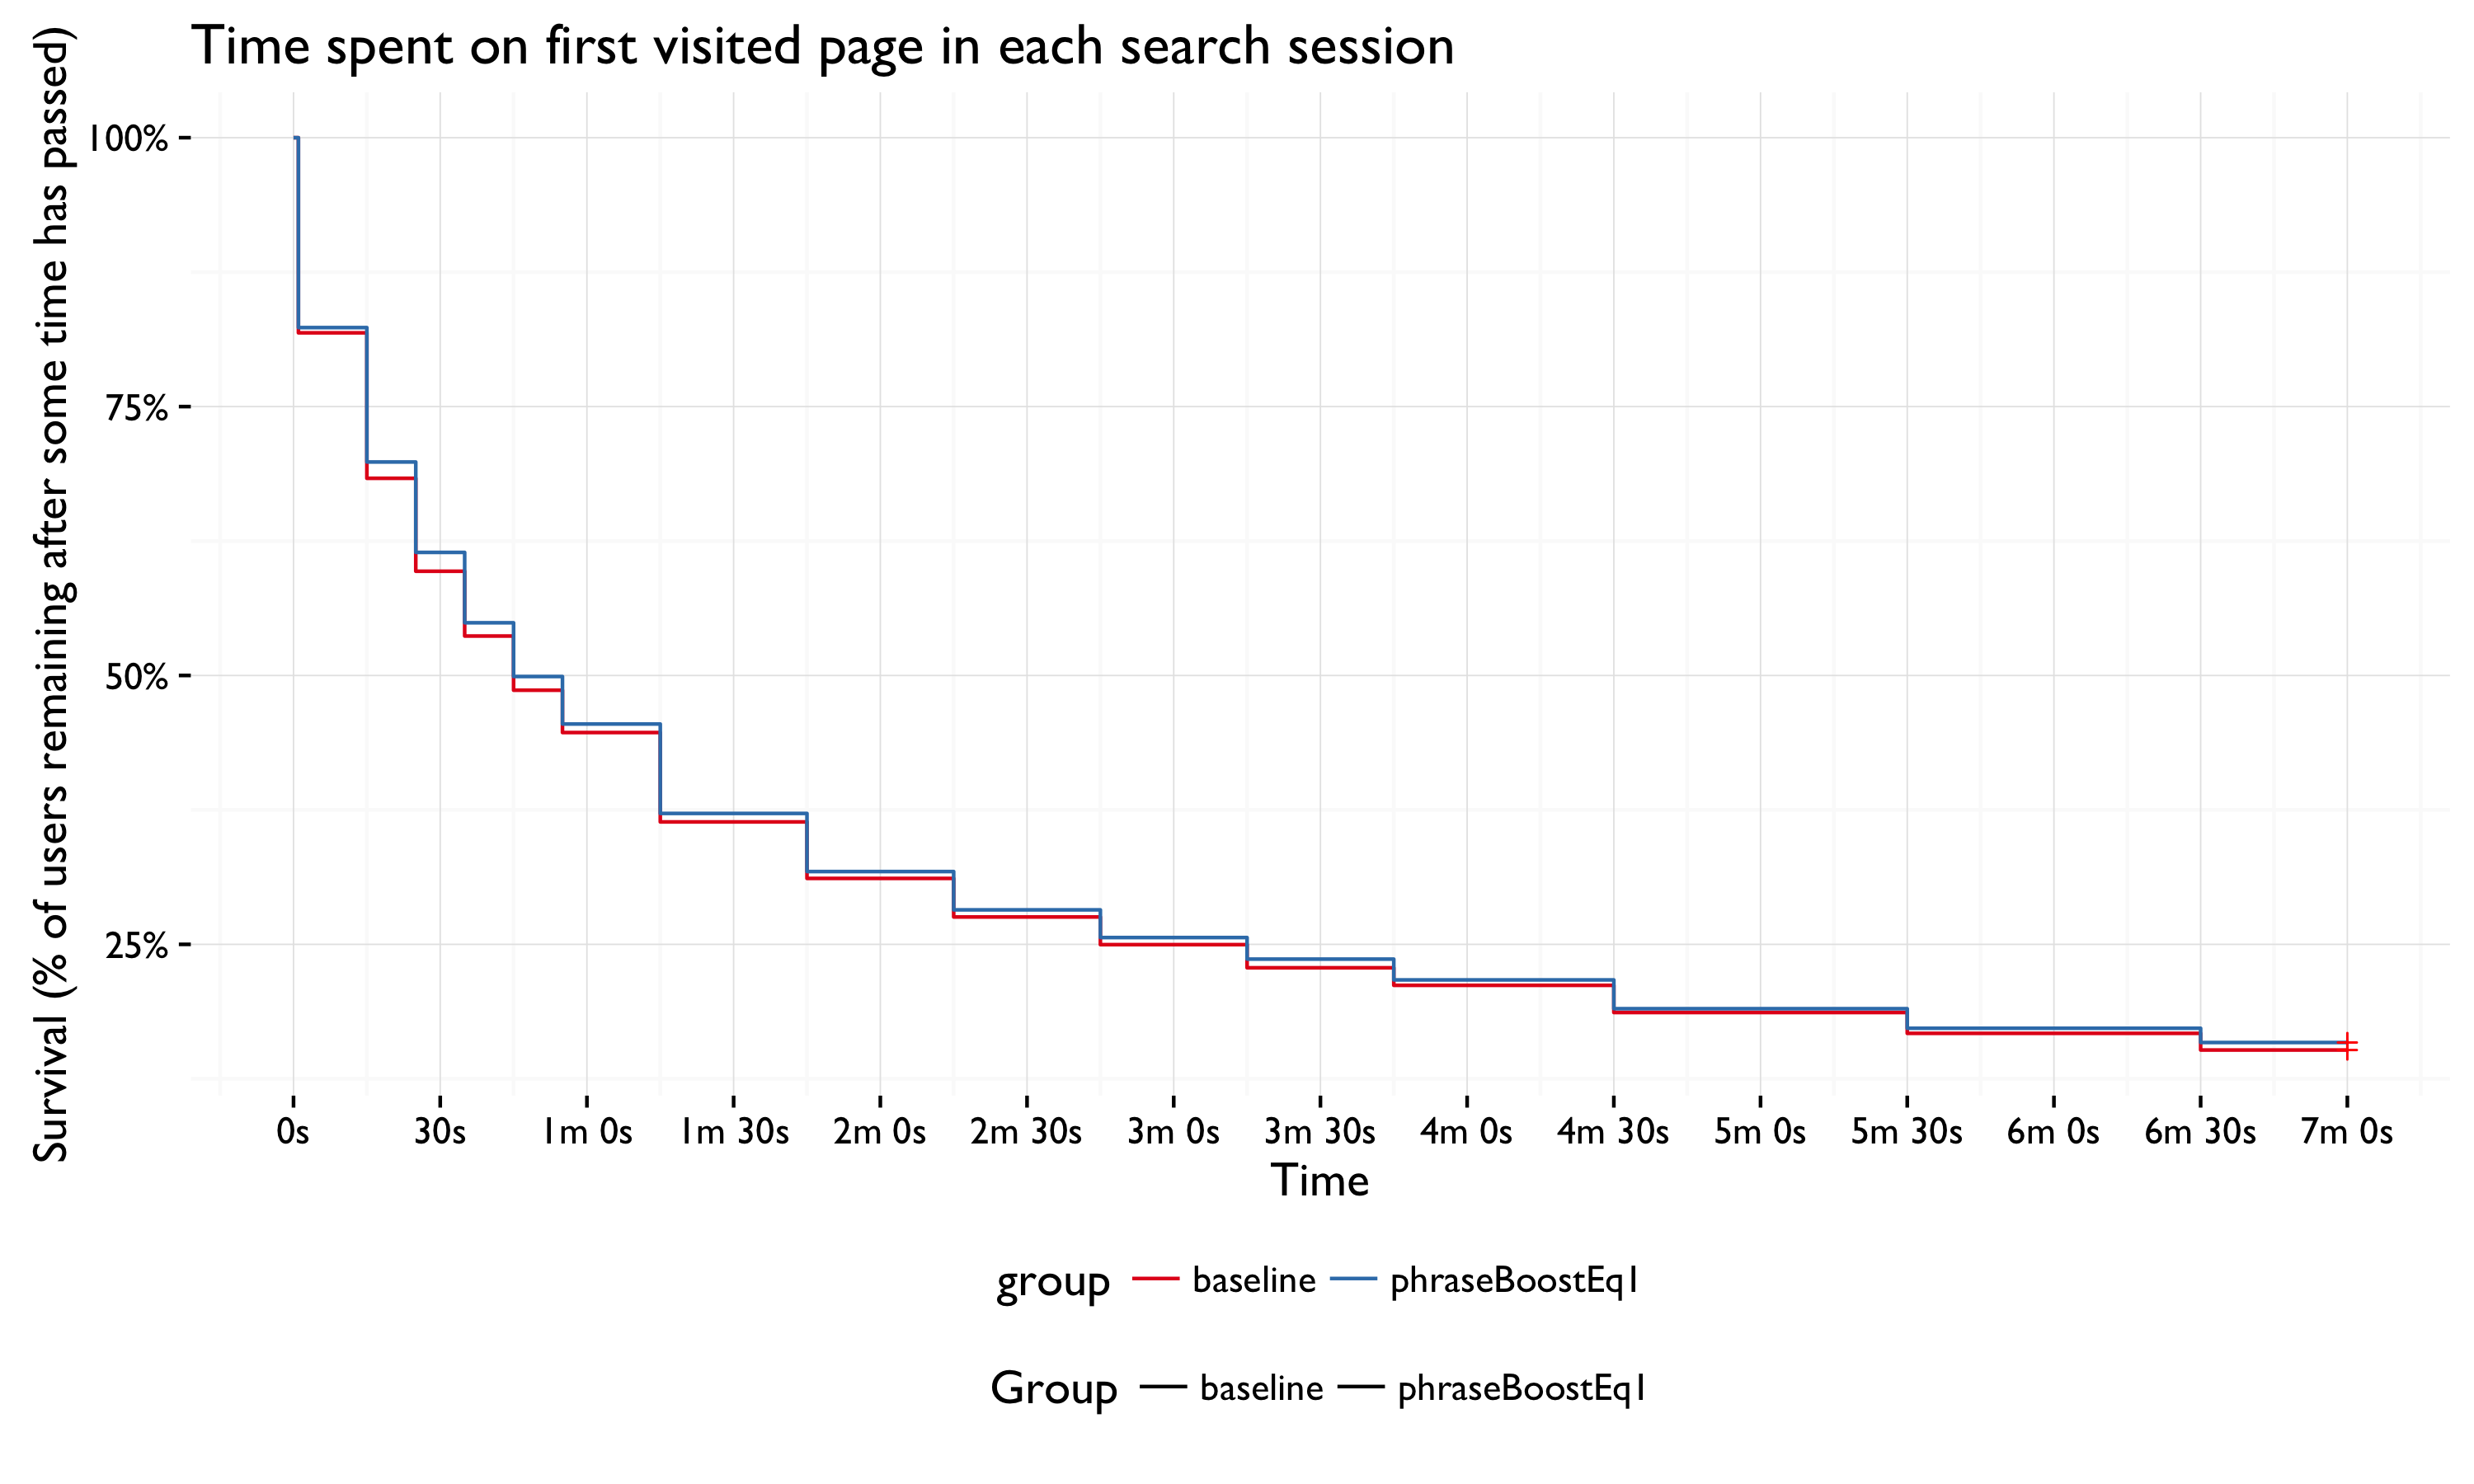 Time spent on first visited page in each search session
Survival (% of users remaining after some time has passed)
100%
75%
50%
25%
0s 30s 1m 0s 1m 30s 2m 0s 2m 30s 3m 0s 3m 30s 4m 0s 4m 30s 5m 0s 5m 30s 6m 0s 6m 30s 7m 0s
Time
group baseline phraseBoostEq1
Group baseline phraseBoostEq1